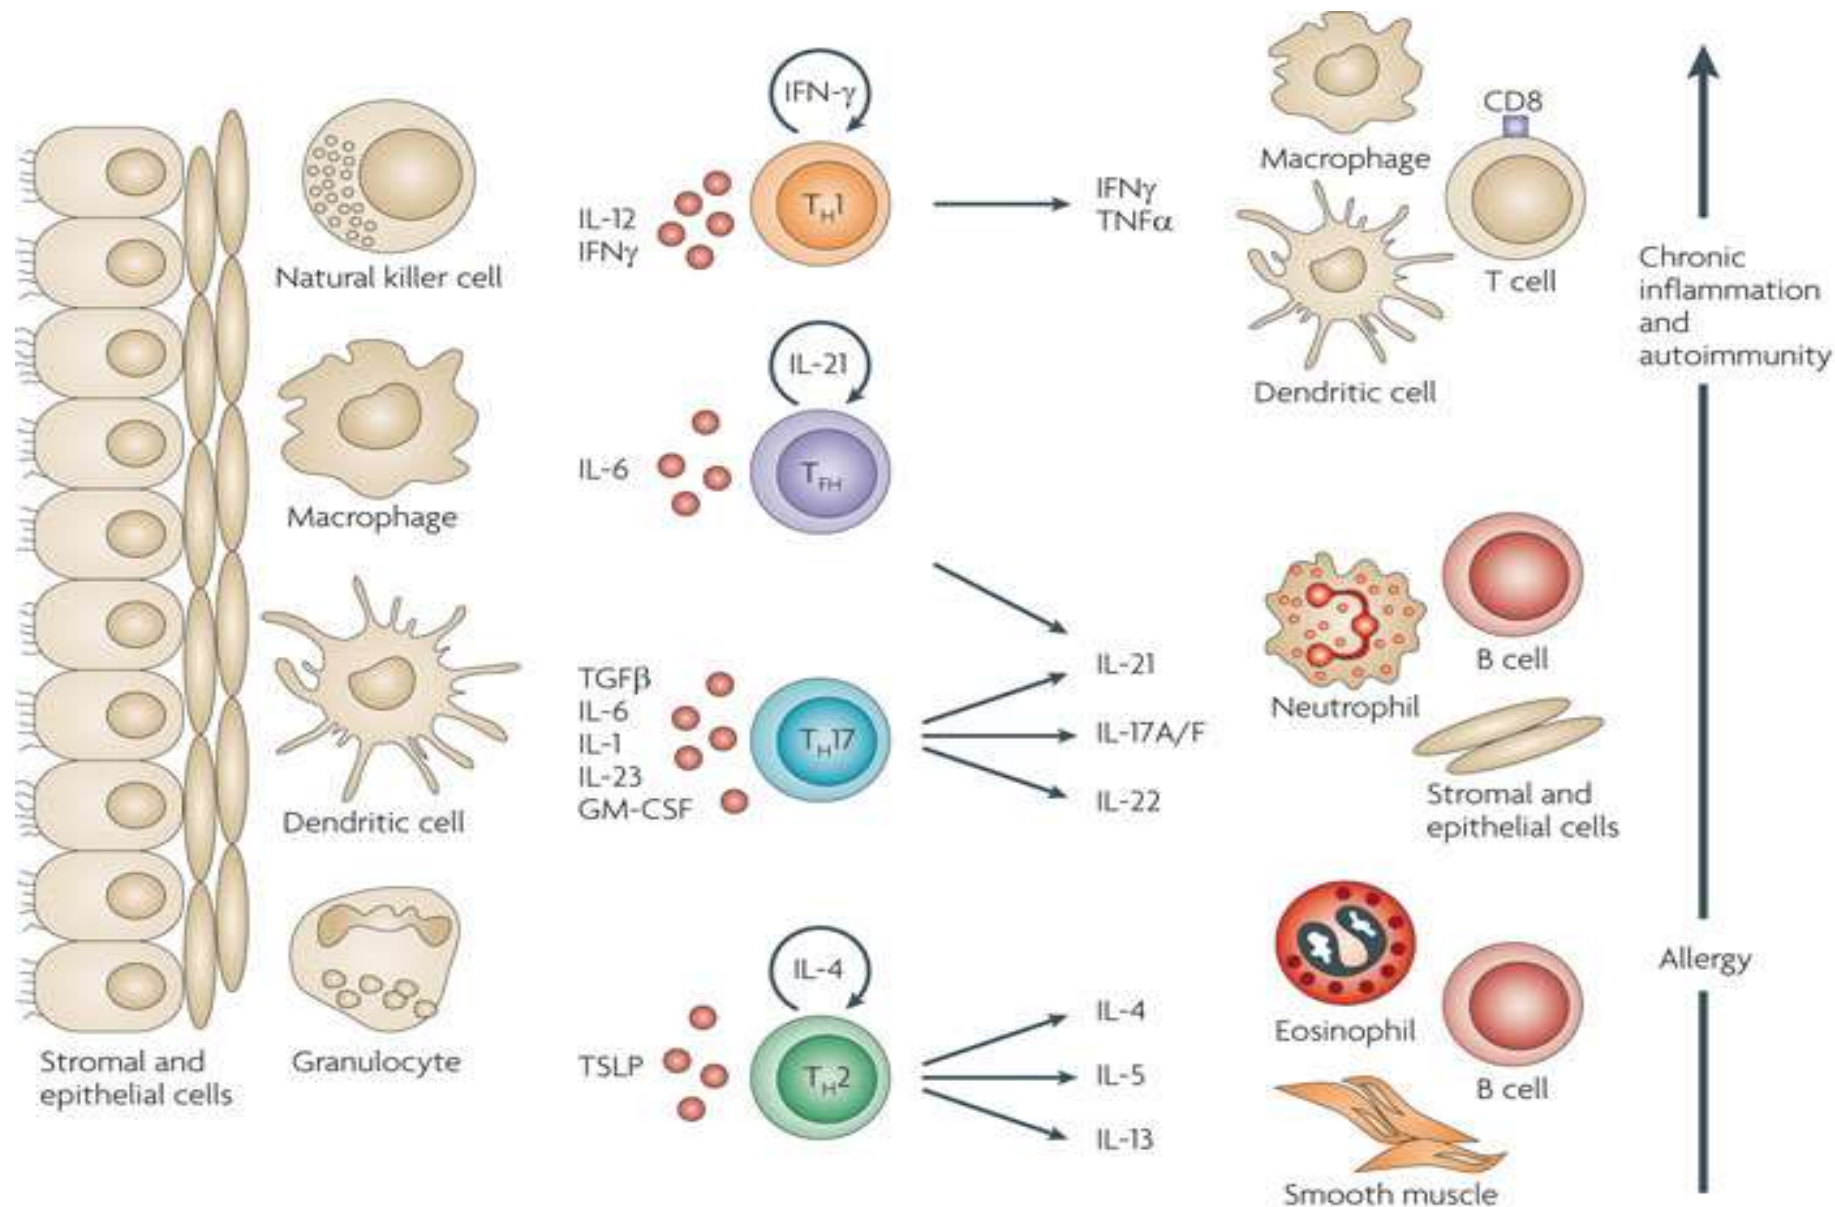 Stromal and
epithelial cells
Natural killer cell
Macrophage
Dendritic cell
Granulocyte
IFN-γ
IL-12
IFNγ
TH1
IFNγ
TNFα
IL-21
IL-6
TFH
TGFβ
IL-6
IL-1
IL-23
GM-CSF
TH17
IL-21
IL-17A/F
IL-22
IL-4
TSLP
TH2
IL-4
IL-5
IL-13
Macrophage
CD8
T cell
Dendritic cell
Neutrophil
B cell
Stromal and
epithelial cells
Eosinophil
B cell
Smooth muscle
Chronic
inflammation
and
autoimmunity
Allergy